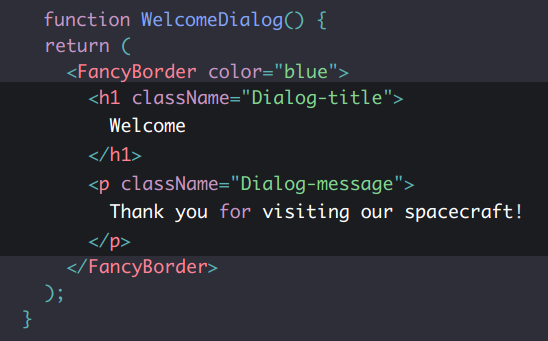 function WelcomeDialog() {
return (
<FancyBorder color="blue">
<h1 className="Dialog-title">
Welcome
</h1>
<p className="Dialog-message">
Thank you for visiting our spacecraft!
</p>
</FancyBorder>
);
}